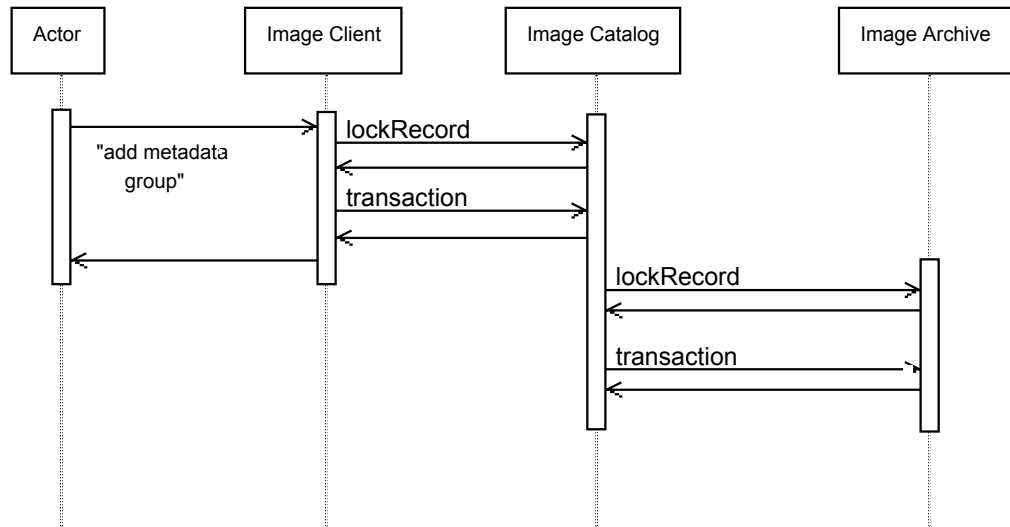 Actor
Image Client
Image Catalog
Image Archive
lockRecord
"add metadata
group"
transaction
lockRecord
transaction